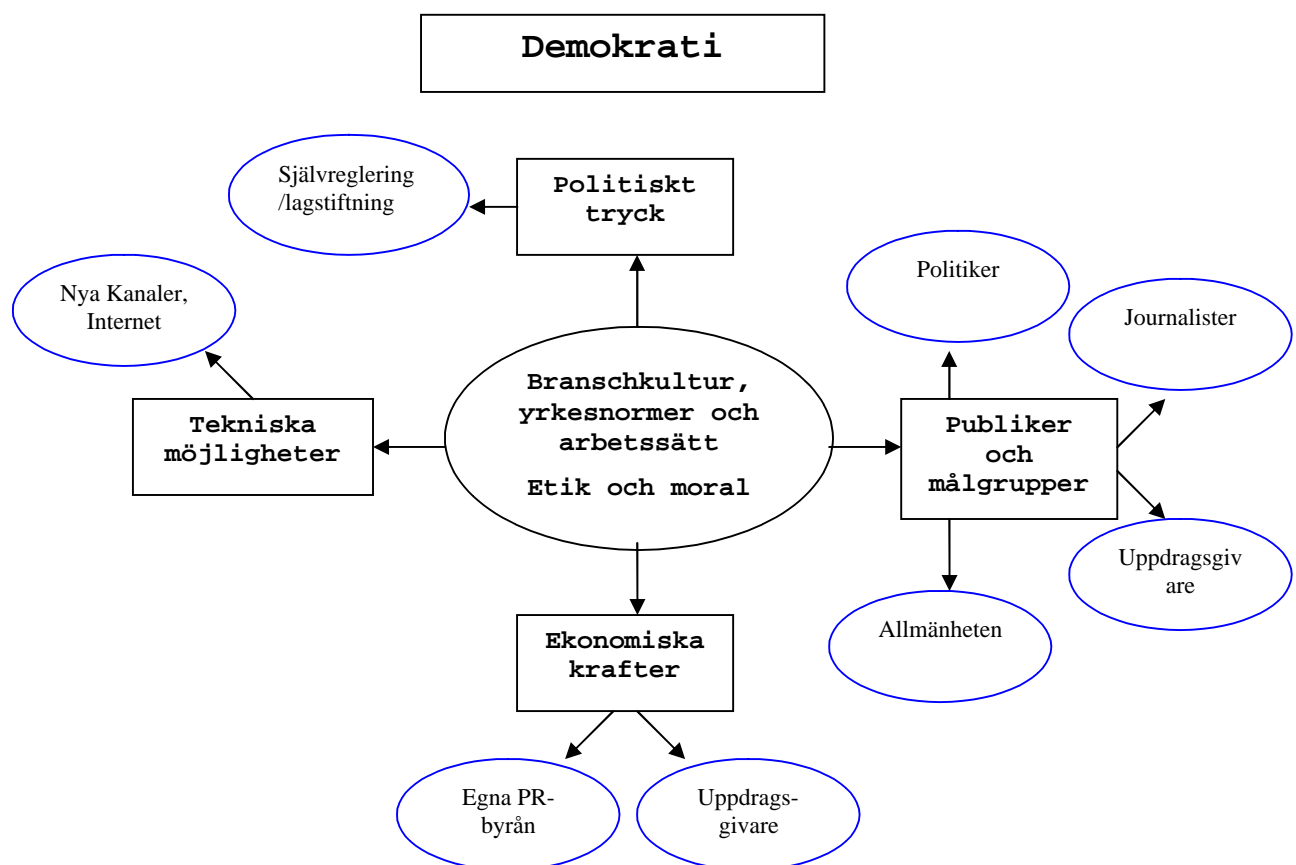 Demokrati
Självreglering
/lagstiftning
Politiskt
tryck
Politiker
Nya Kanaler,
Internet
Journalister
Branschkultur,
yrkesnormer och
arbetssätt
Etik och moral
Tekniska
möjligheter
Publiker
och
målgrupper
Uppdragsgiv
are
Allmänheten
Ekonomiska
krafter
Egna PR-
byrån
Uppdrags-
givare